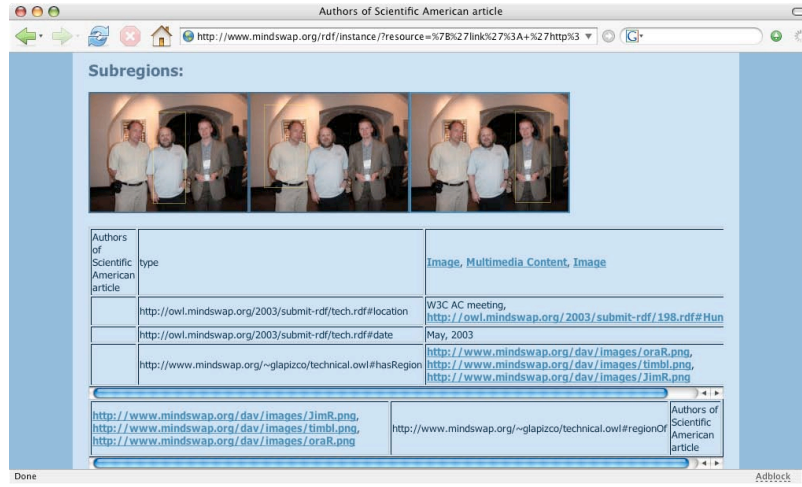 Authors of Scientific American article
http://www.mindswap.org/rdf/instance/?resource=%7B%27link%27%3A+%27http%3
G
Subregions:
Authors
of
Scientific
American
article
type
Image, Multimedia Content, Image
http://owl.mindswap.org/2003/submit-rdf/tech.rdf#location
W3C AC meeting,
http://owl.mindswap.org/2003/submit-rdf/198.rdf#Hun
http://owl.mindswap.org/2003/submit-rdf/tech.rdf#date
May, 2003
http://www.mindswap.org/~glapizco/technical.owl#hasRegion
http://www.mindswap.org/dav/images/oraR.png,
http://www.mindswap.org/dav/images/timbl.png,
http://www.mindswap.org/dav/images/JimR.png
http://www.mindswap.org/dav/images/JimR.png,
http://www.mindswap.org/dav/images/timbl.png,
http://www.mindswap.org/dav/images/oraR.png
http://www.mindswap.org/~glapizco/technical.owl#regionOf
Authors of
Scientific
American
article
Done
Adblock